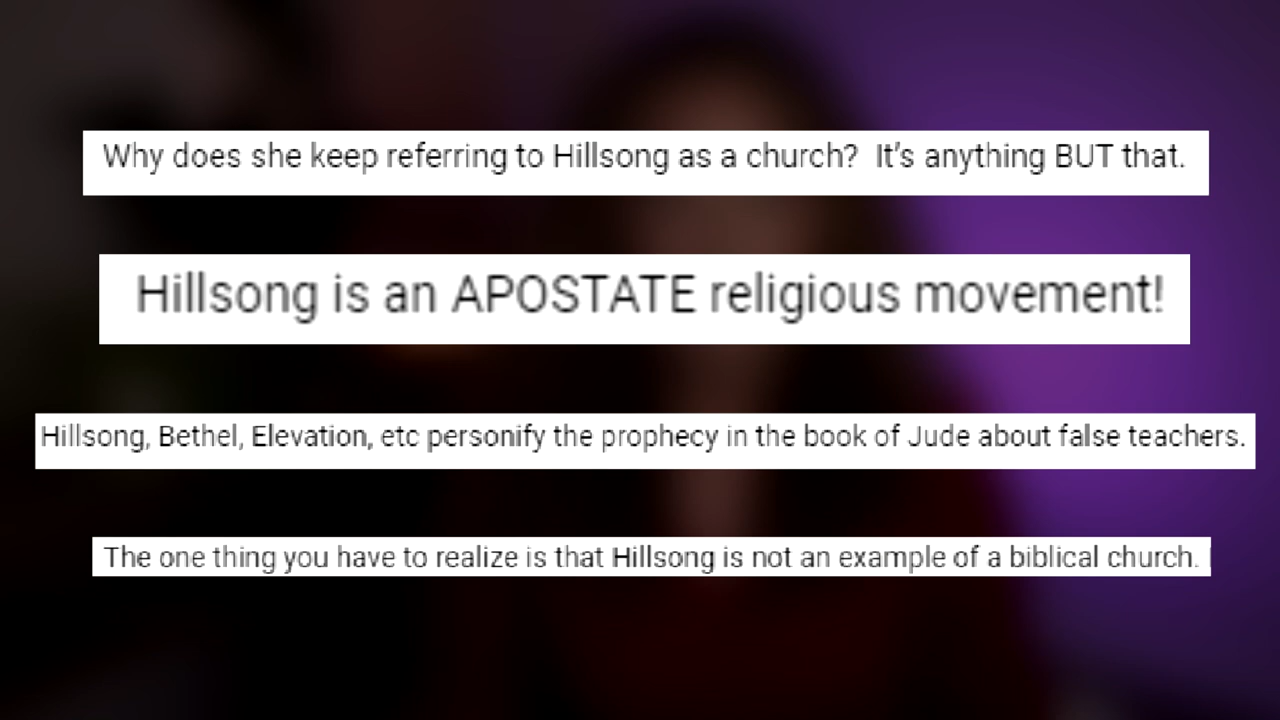 Why does she keep referring to Hillsong as a church?  It's anything BUT that.
Hillsong is an APOSTATE religious movement!
Hillsong, Bethel, Elevation, etc personify the prophecy in the book of Jude about false teachers.
The one thing you have to realize is that Hillsong is not an example of a biblical church.